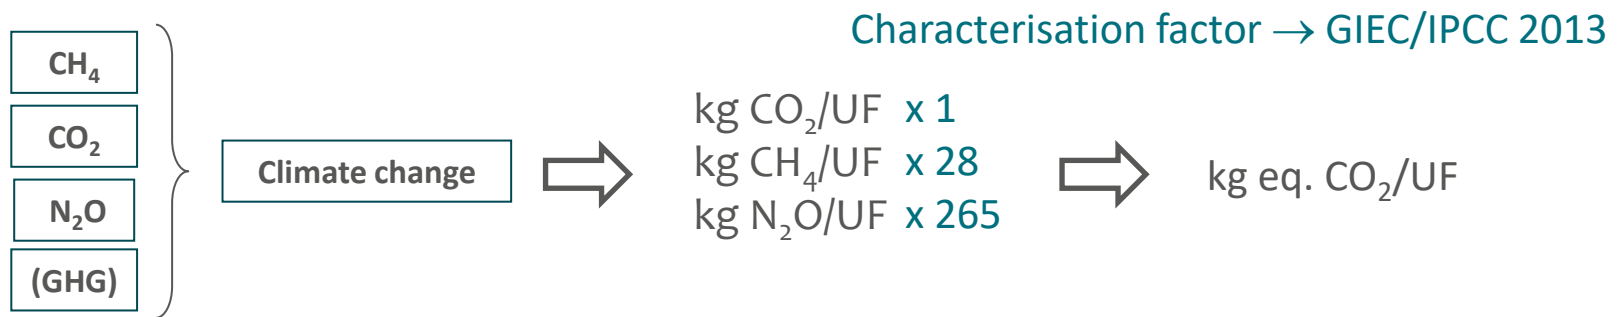 Characterisation factor → GIEC/IPCC 2013
CH₄
CO₂
N₂O
(GHG)
Climate change
kg CO₂/UF x 1
kg CH₄/UF x 28
kg N₂O/UF x 265
kg eq. CO₂/UF